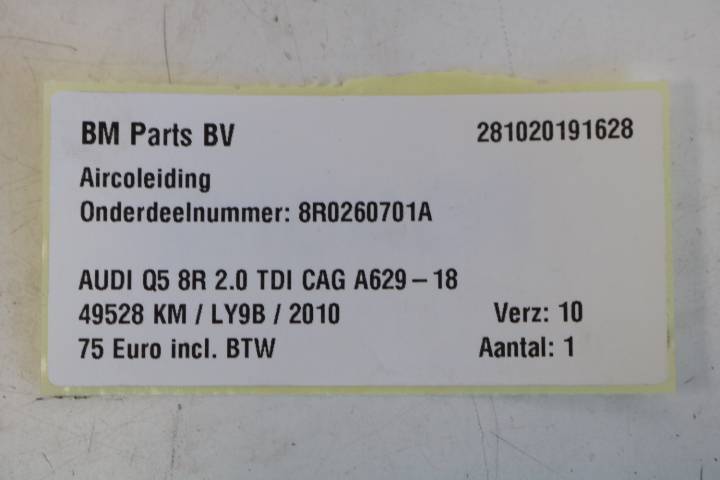 BM Parts BV 281020191628
Aircoleiding
Onderdeelnummer: 8R0260701A
AUDI Q5 8R 2.0 TDI CAG A629-18
49528 KM / LY9B / 2010 Verz: 10
75 Euro incl. BTW Aantal: 1